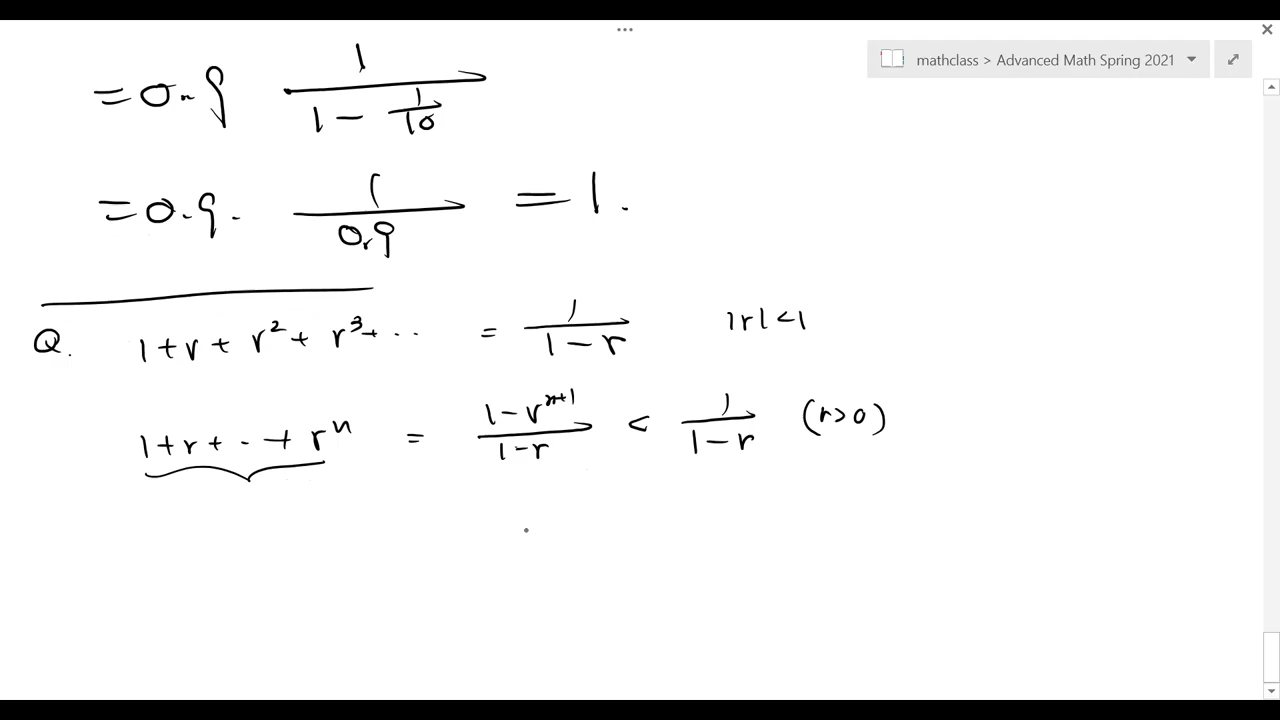 mathclass > Advanced Math Spring 2021
= 0.9 1/(1 - 1/10)
= 0.9 · 1/0.9 = 1.
Q. 1 + r + r² + r³ + ·· = 1/(1 - r) |r| < 1
1 + r + ·· + rⁿ = (1 - rⁿ⁺¹)/(1 - r) < 1/(1 - r) (r > 0)